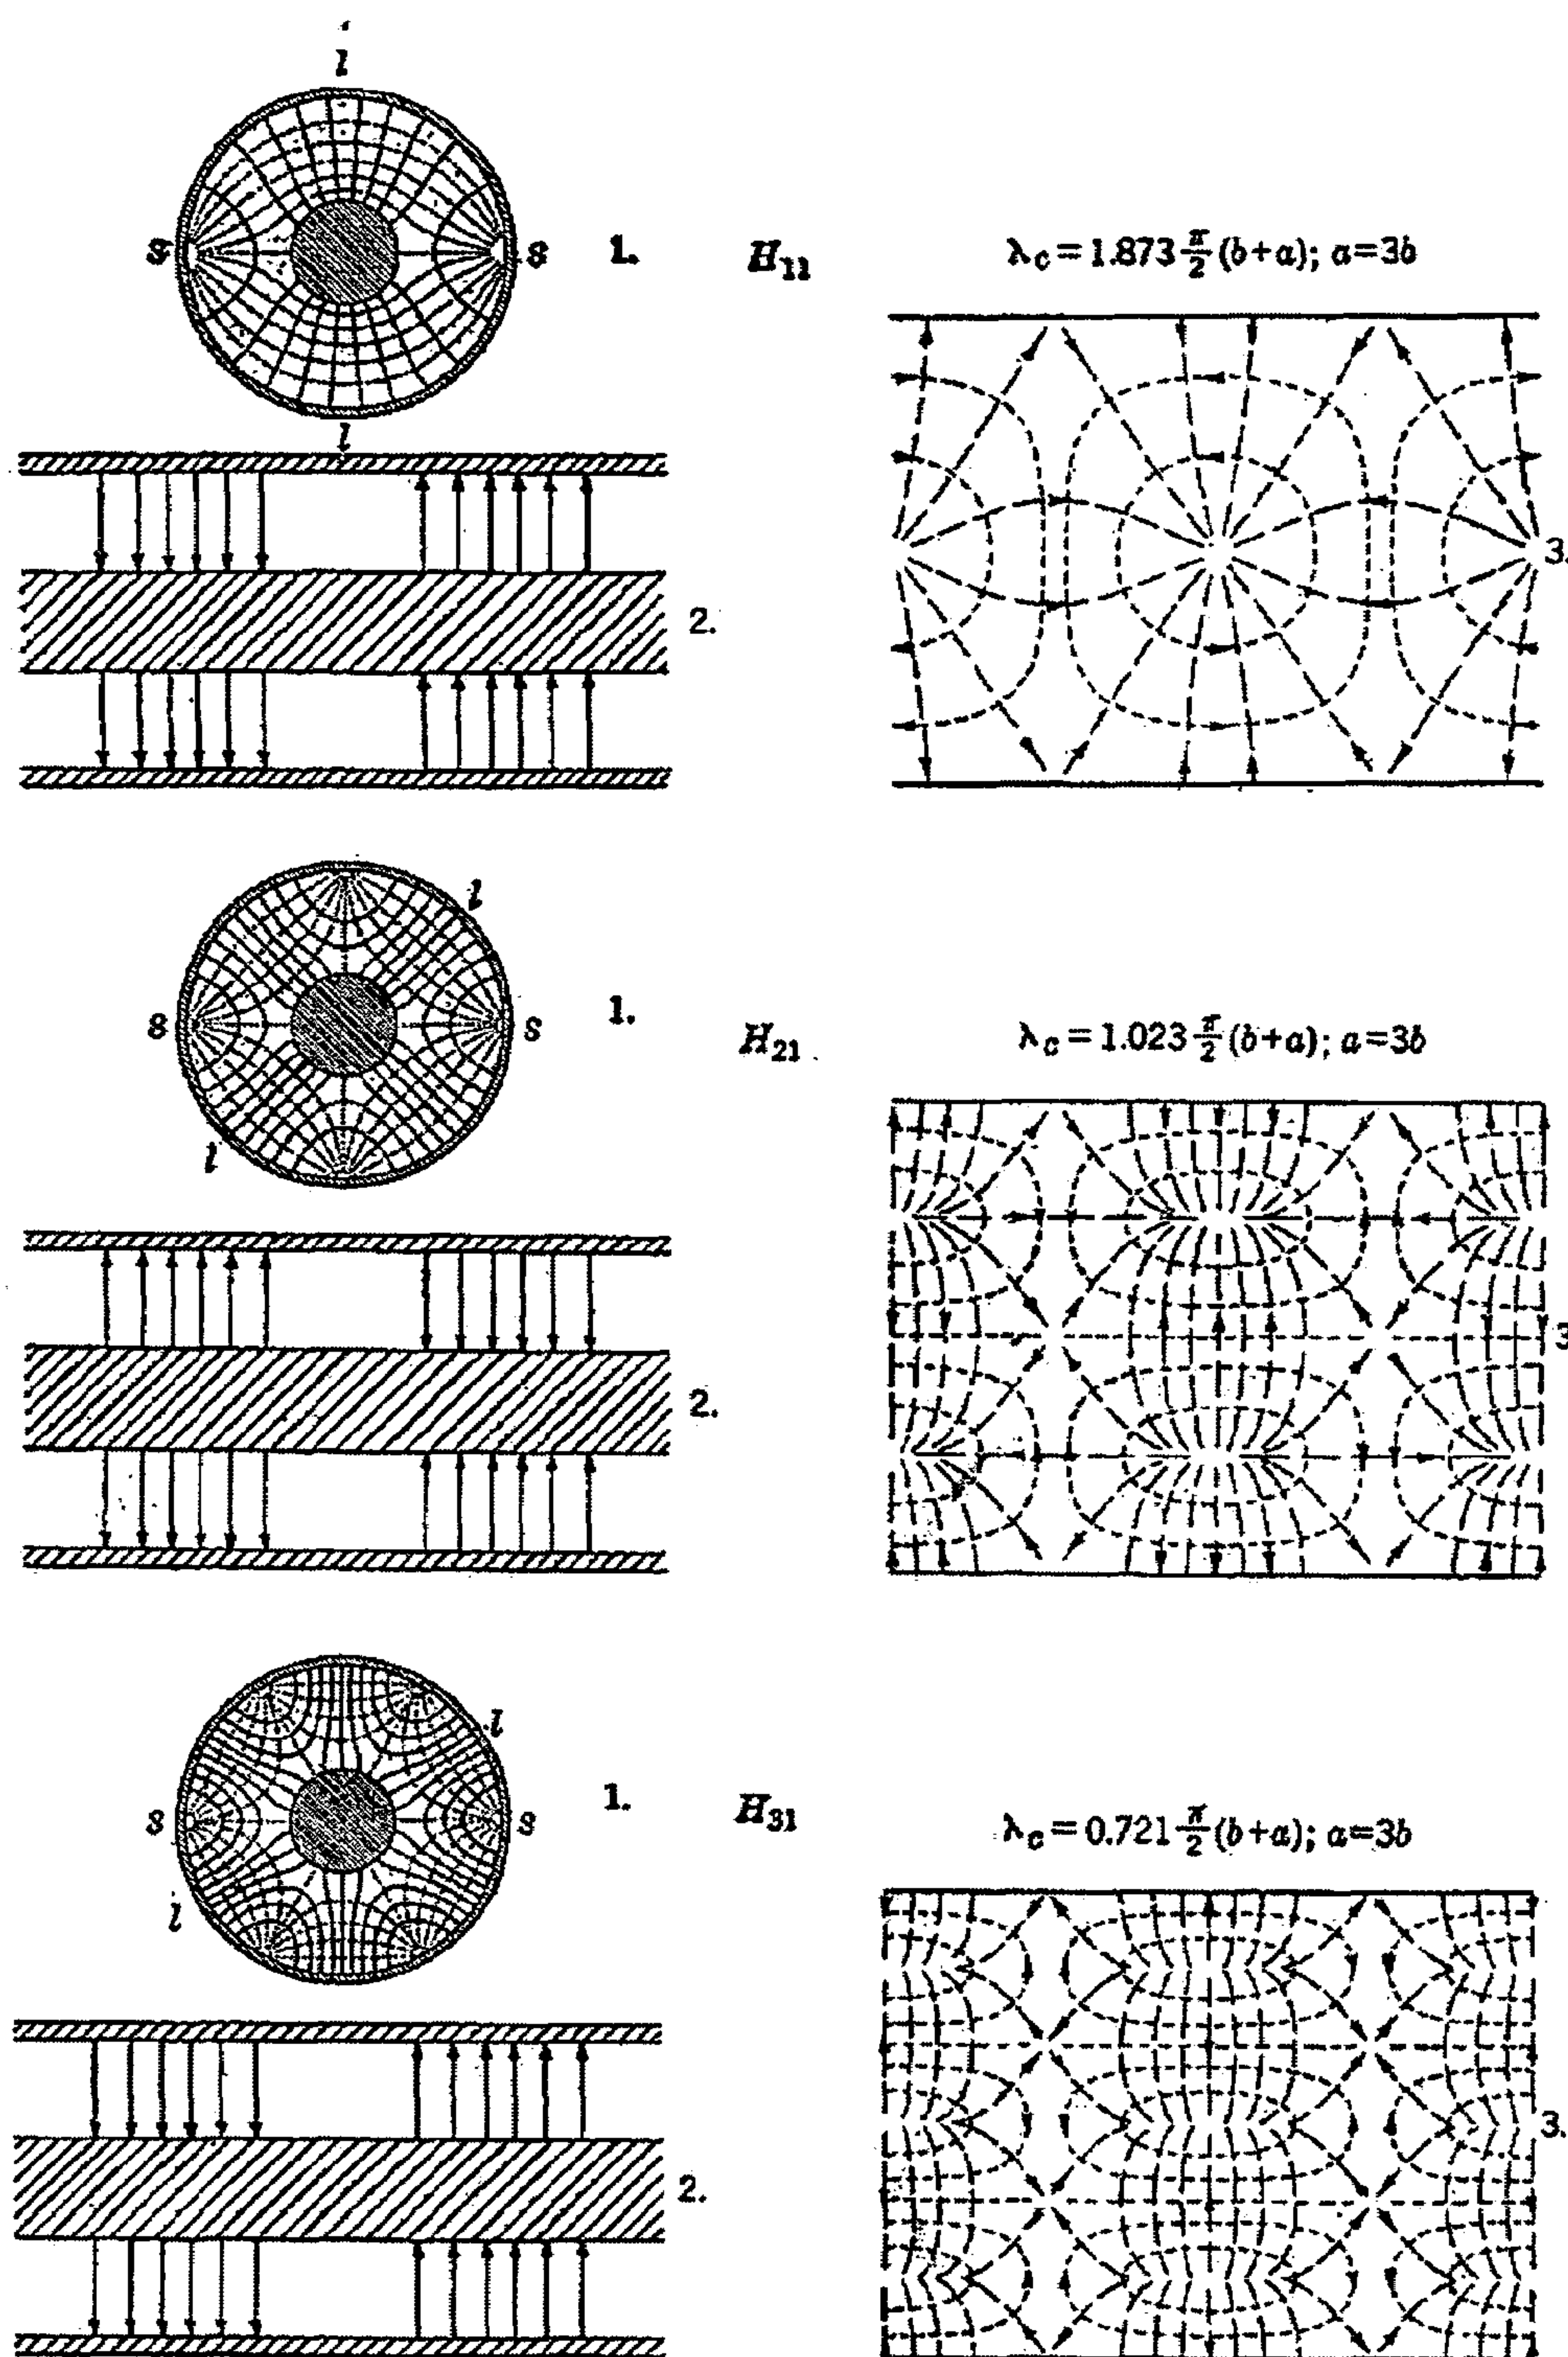 l
s s 1. H₁₁ λc = 1.873 π/2 (b+a); a=3b
l
2.
3.
l
s s 1. H₂₁ λc = 1.023 π/2 (b+a); a=3b
l
3
2.
l
s s 1. H₃₁ λc = 0.721 π/2 (b+a); a=3b
l
3.
2.